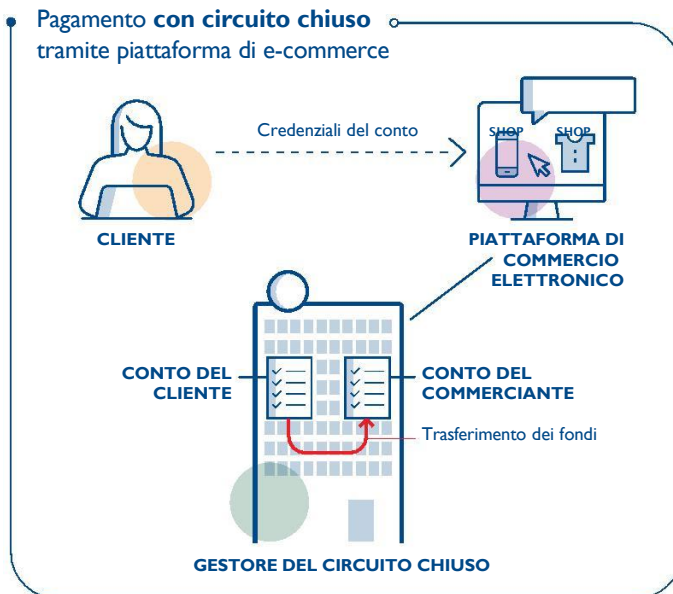 Pagamento con circuito chiuso
tramite piattaforma di e-commerce
Credenziali del conto
SHOP SHOP
CLIENTE
PIATTAFORMA DI
COMMERCIO
ELETTRONICO
CONTO DEL
CLIENTE
CONTO DEL
COMMERCIANTE
Trasferimento dei fondi
GESTORE DEL CIRCUITO CHIUSO